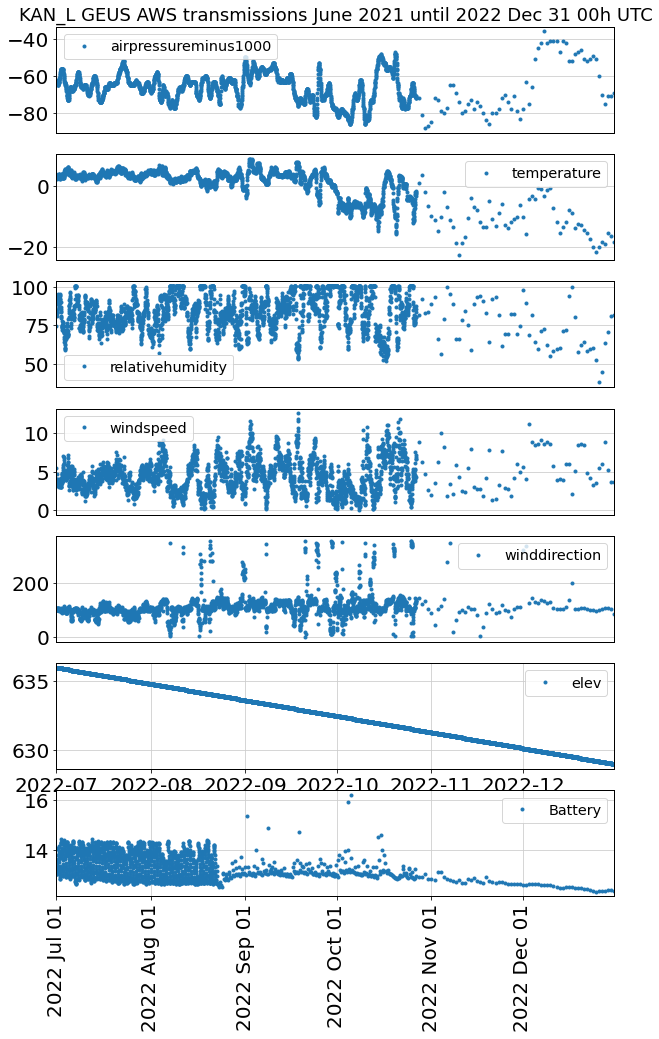 KAN_L GEUS AWS transmissions June 2021 until 2022 Dec 31 00h UTC
−40
−60
−80
airpressureminus1000
0
−20
temperature
100
75
50
relativehumidity
10
5
0
windspeed
200
0
winddirection
635
630
elev
2022-07 2022-08 2022-09 2022-10 2022-11 2022-12
16
14
Battery
2022 Jul 01
2022 Aug 01
2022 Sep 01
2022 Oct 01
2022 Nov 01
2022 Dec 01